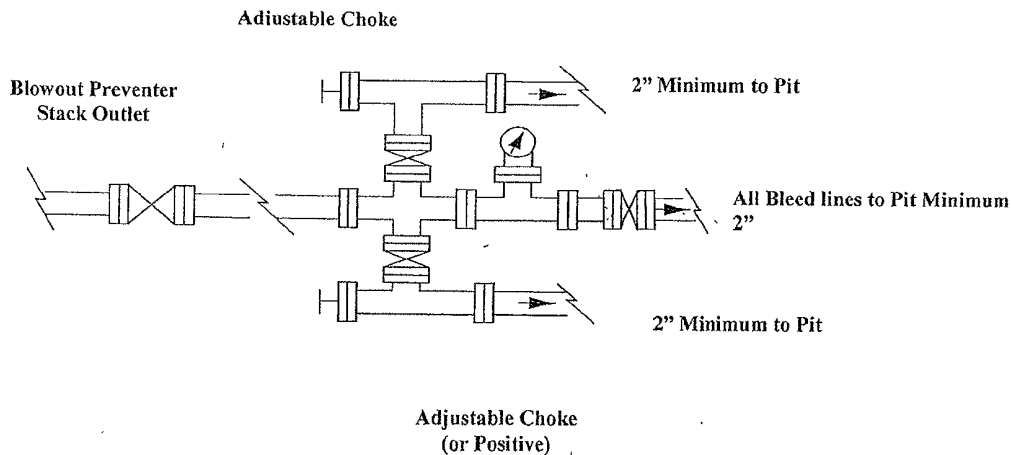 Adjustable Choke
Blowout Preventer
Stack Outlet
2” Minimum to Pit
All Bleed lines to Pit Minimum
2”
2” Minimum to Pit
Adjustable Choke
(or Positive)